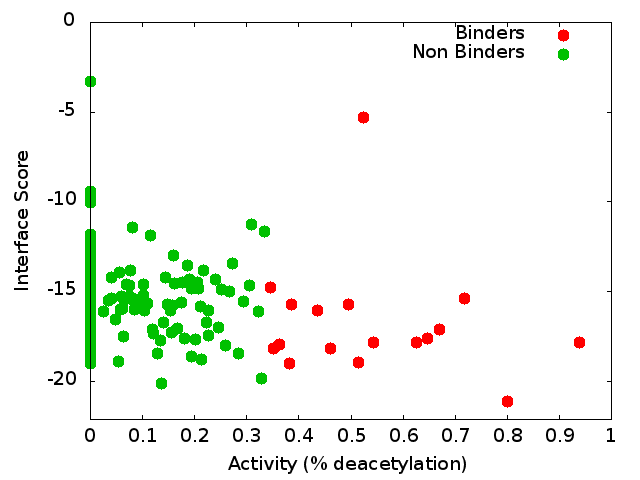 Binders
Non Binders
0
-5
-10
-15
-20
Interface Score
0 0.1 0.2 0.3 0.4 0.5 0.6 0.7 0.8 0.9 1
Activity (% deacetylation)